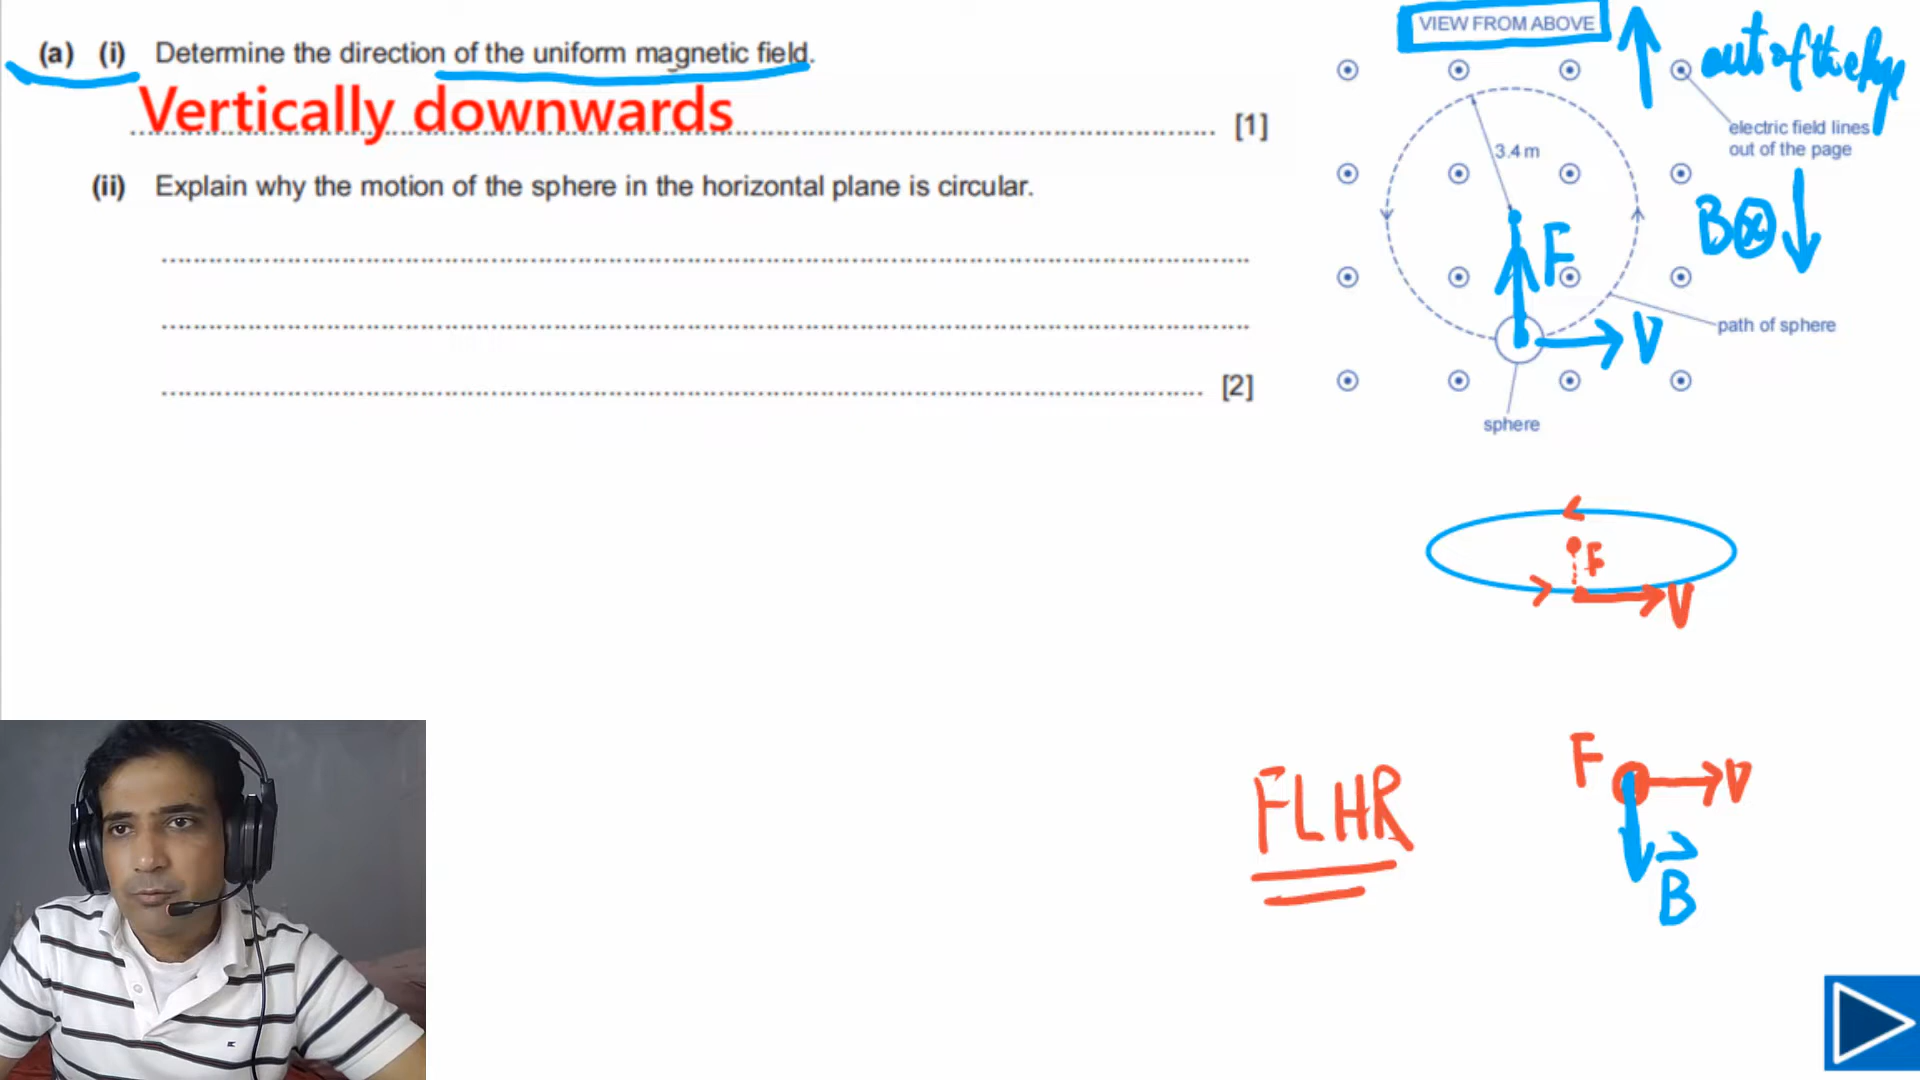 (a) (i) Determine the direction of the uniform magnetic field.
Vertically downwards
[1]
(ii) Explain why the motion of the sphere in the horizontal plane is circular.
[2]
VIEW FROM ABOVE
out of the page
electric field lines
out of the page
3.4 m
B
F
V
path of sphere
sphere
F
V
FLHR
F
V
B